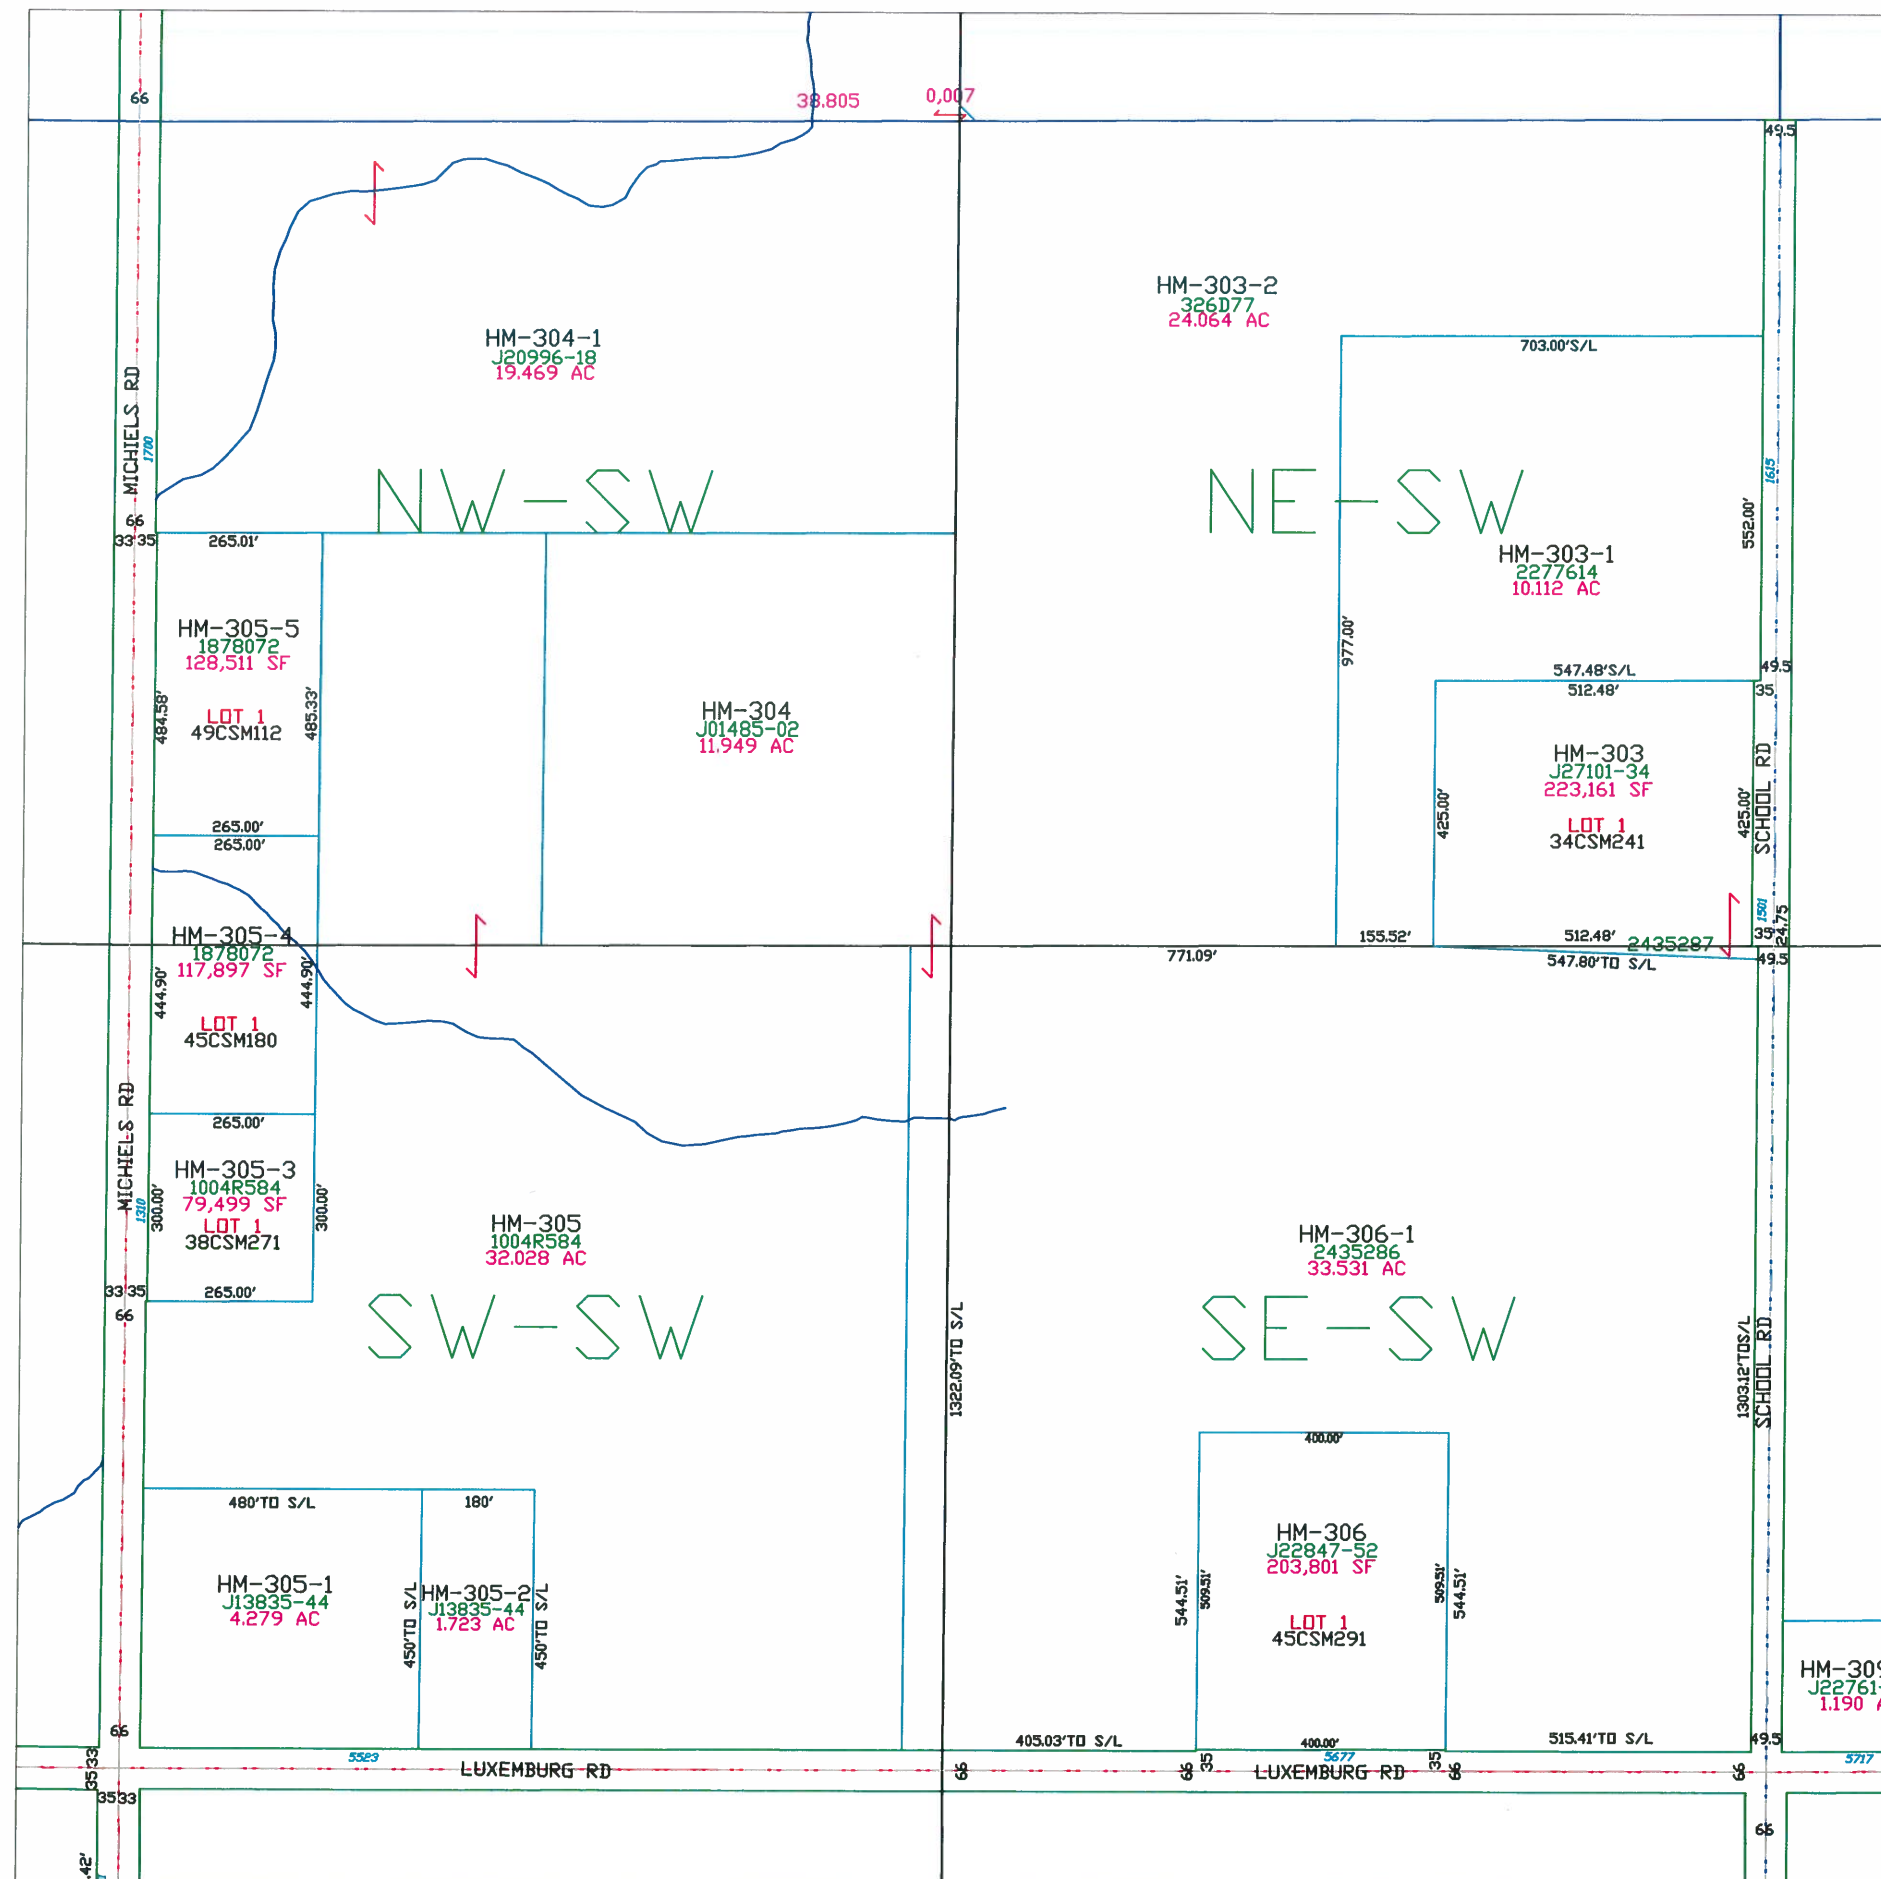 66
38.805
0,007
49.5
HM-303-2
326D77
24.064 AC
HM-304-1
J20996-18
19.469 AC
703.00'S/L
MICHIELS RD
1700
1615
NW-SW
NE-SW
552.00'
66
33 35
265.01'
HM-303-1
2277614
10.112 AC
HM-305-5
1878072
128,511 SF
LOT 1
49CSM112
484.58'
485.33'
977.00'
547.48'S/L
512.48'
49.5
35
HM-304
J01485-02
11.949 AC
HM-303
J27101-34
223,161 SF
LOT 1
34CSM241
425.00'
425.00'
SCHOOL RD
265.00'
265.00'
1501
24.75
HM-305-4
1878072
117,897 SF
LOT 1
45CSM180
444.90'
444.90'
771.09'
155.52'
512.48'
2435287
35
547.80'TO S/L
49.5
MICHIELS RD
1310
265.00'
HM-305-3
1004R584
79,499 SF
LOT 1
38CSM271
300.00'
300.00'
HM-305
1004R584
32.028 AC
HM-306-1
2435286
33.531 AC
33 35
66
265.00'
SW-SW
SE-SW
1322.09'TO S/L
1303.12'TOS/L
SCHOOL RD
400.00'
480'TO S/L
180'
HM-305-1
J13835-44
4.279 AC
450'TO S/L
HM-305-2
J13835-44
1.723 AC
450'TO S/L
HM-306
J22847-52
203,801 SF
LOT 1
45CSM291
544.51'
509.51'
509.51'
544.51'
HM-309
J22761-
1.190 A
66
405.03'TO S/L
400.00'
515.41'TO S/L
49.5
3533
5523
5677
5717
LUXEMBURG RD
66
66
35
LUXEMBURG RD
35
66
66
3533
66
.42'